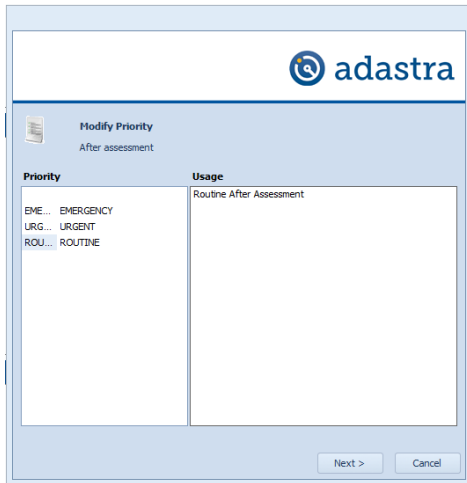 adastra
Modify Priority
After assessment
Priority
Usage
EME... EMERGENCY
URG... URGENT
ROU... ROUTINE
Routine After Assessment
Next >
Cancel